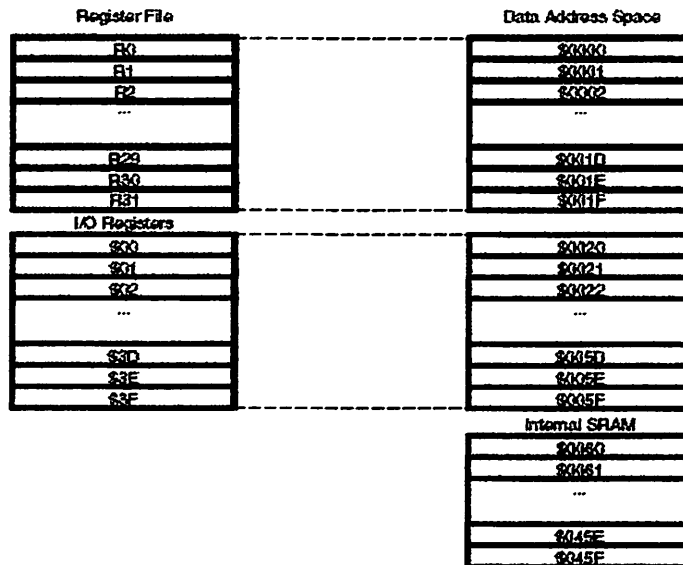 Register File Data Address Space
R0 $0000
R1 $0001
R2 $0002
... ...
R29 $001D
R30 $001E
R31 $001F
I/O Registers
$00 $0020
$01 $0021
$02 $0022
... ...
$3D $005D
$3E $005E
$3F $005F
Internal SRAM
$0060
$0061
...
$045E
$045F